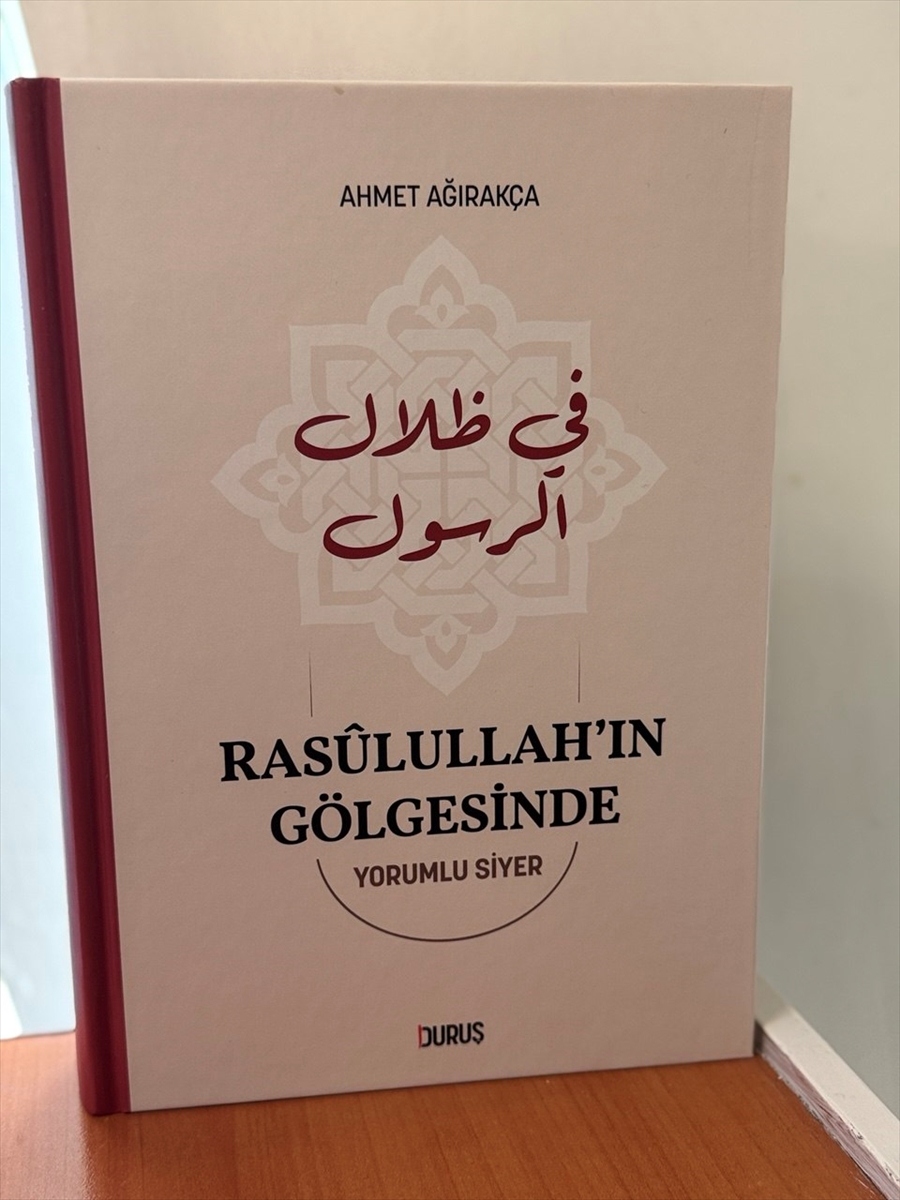 AHMET AĞIRAKÇA
في ظلال
الرسول
RASÛLULLAH’IN
GÖLGESİNDE
YORUMLU SİYER
DURUŞ